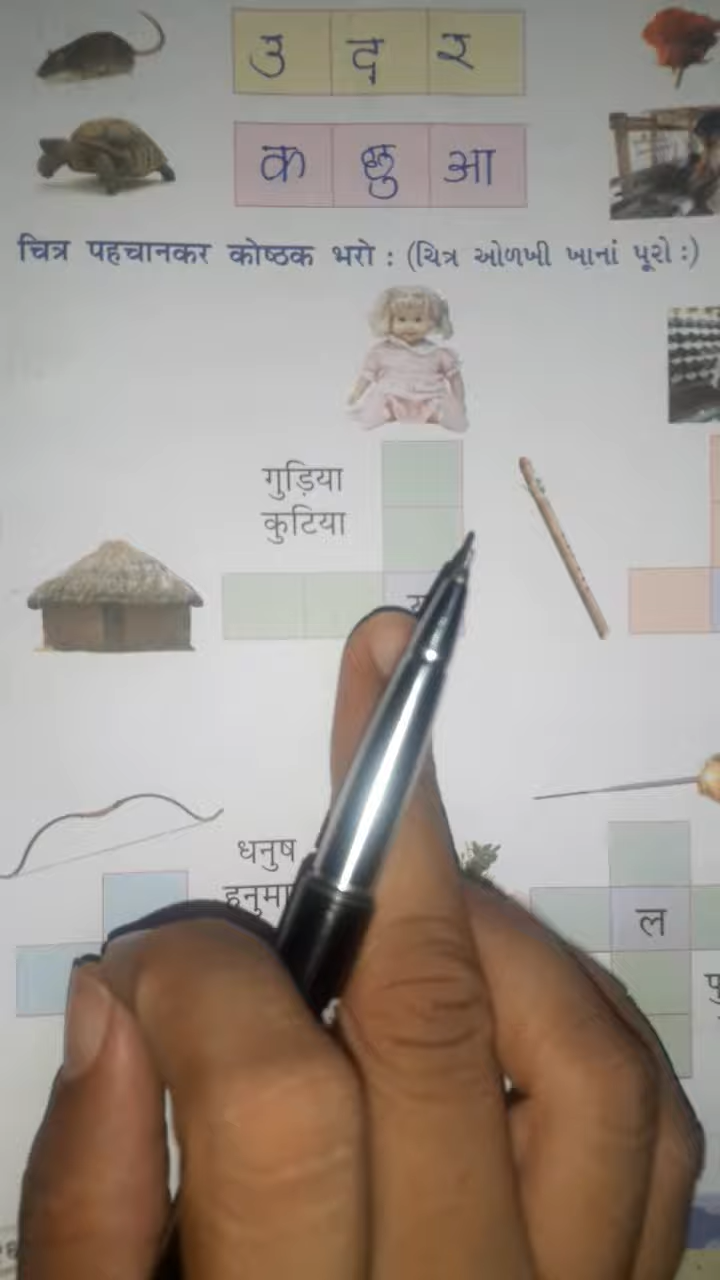 उ द र
क छु आ
चित्र पहचानकर कोष्ठक भरो : (ચિત્ર ઓળખી ખાનાં પૂરો :)
गुड़िया
कुटिया
य
धनुष
ल